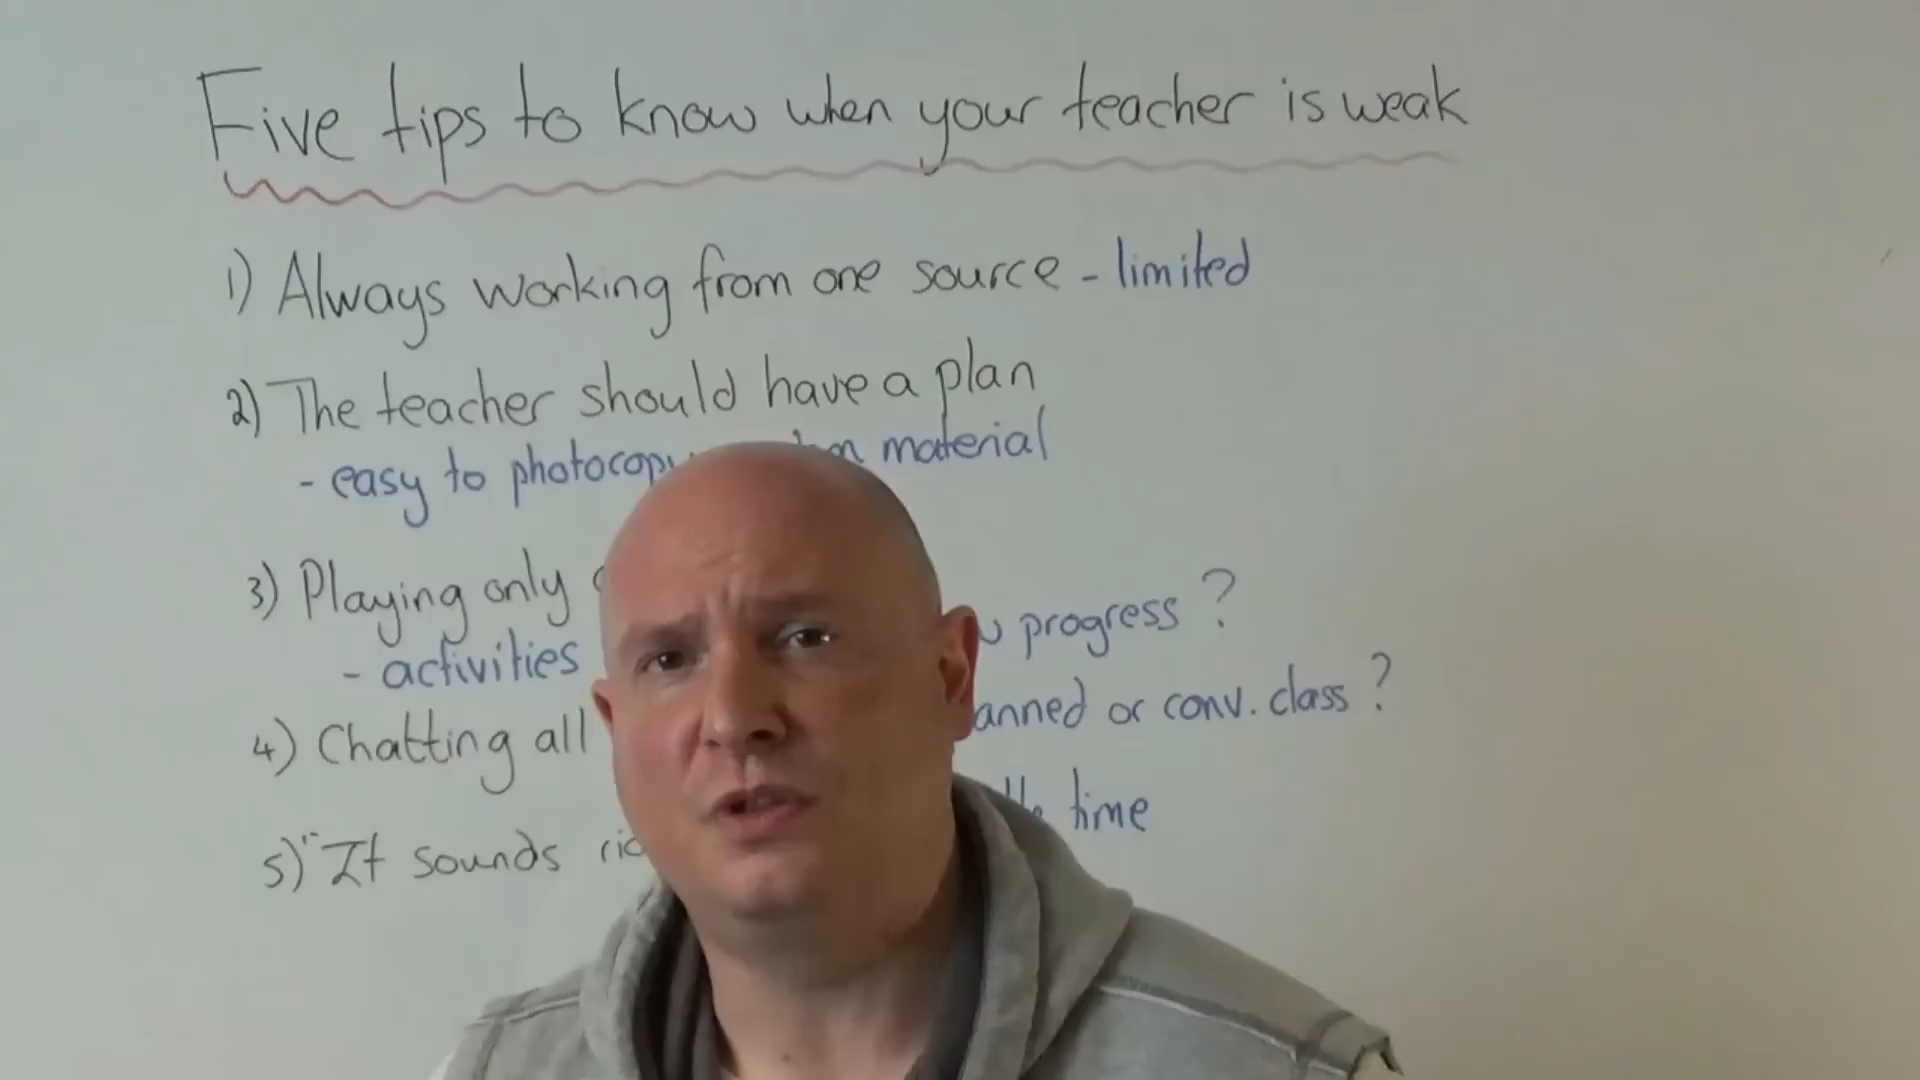 Five tips to know when your teacher is weak
1) Always working from one source - limited
2) The teacher should have a plan
- easy to photocopy material
3) Playing only
- activities progress ?
4) Chatting all or conv. class ?
time
5) "It sounds